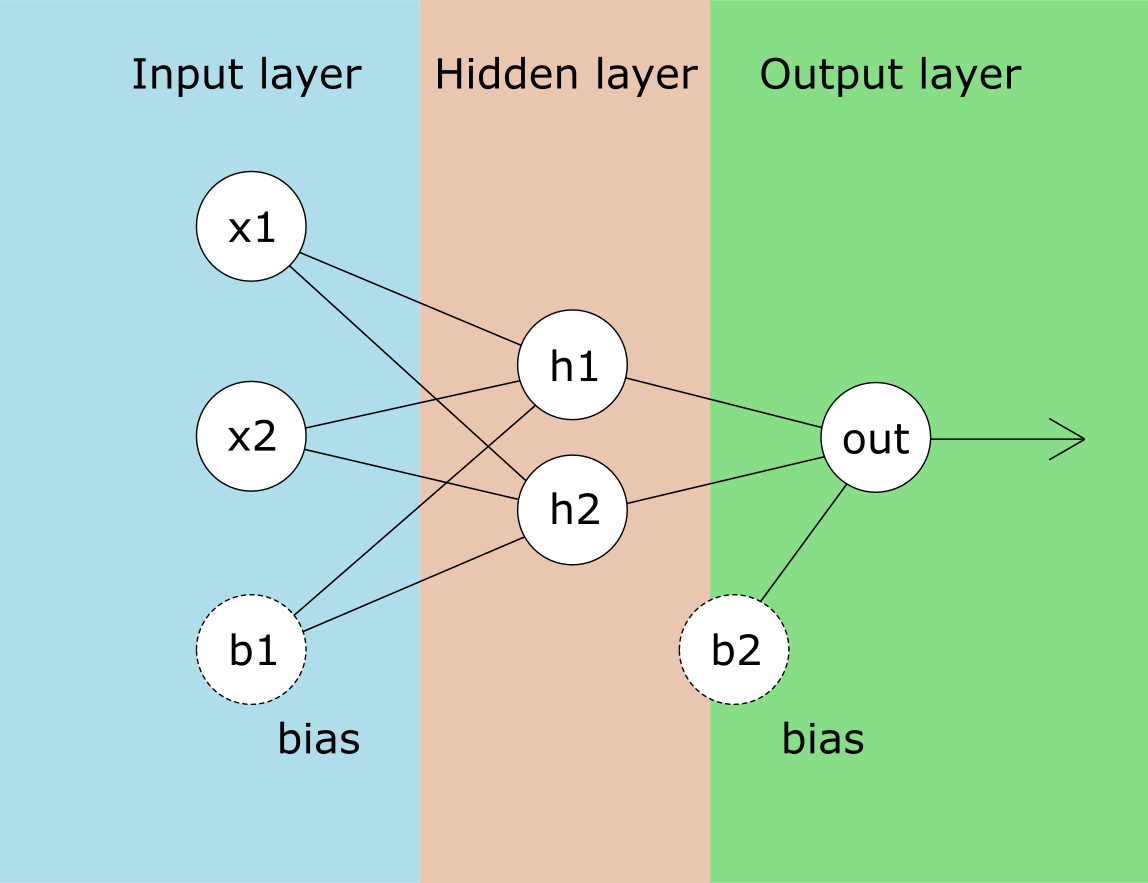 Input layer
Hidden layer
Output layer
x1
h1
x2
out
h2
b1
b2
bias
bias